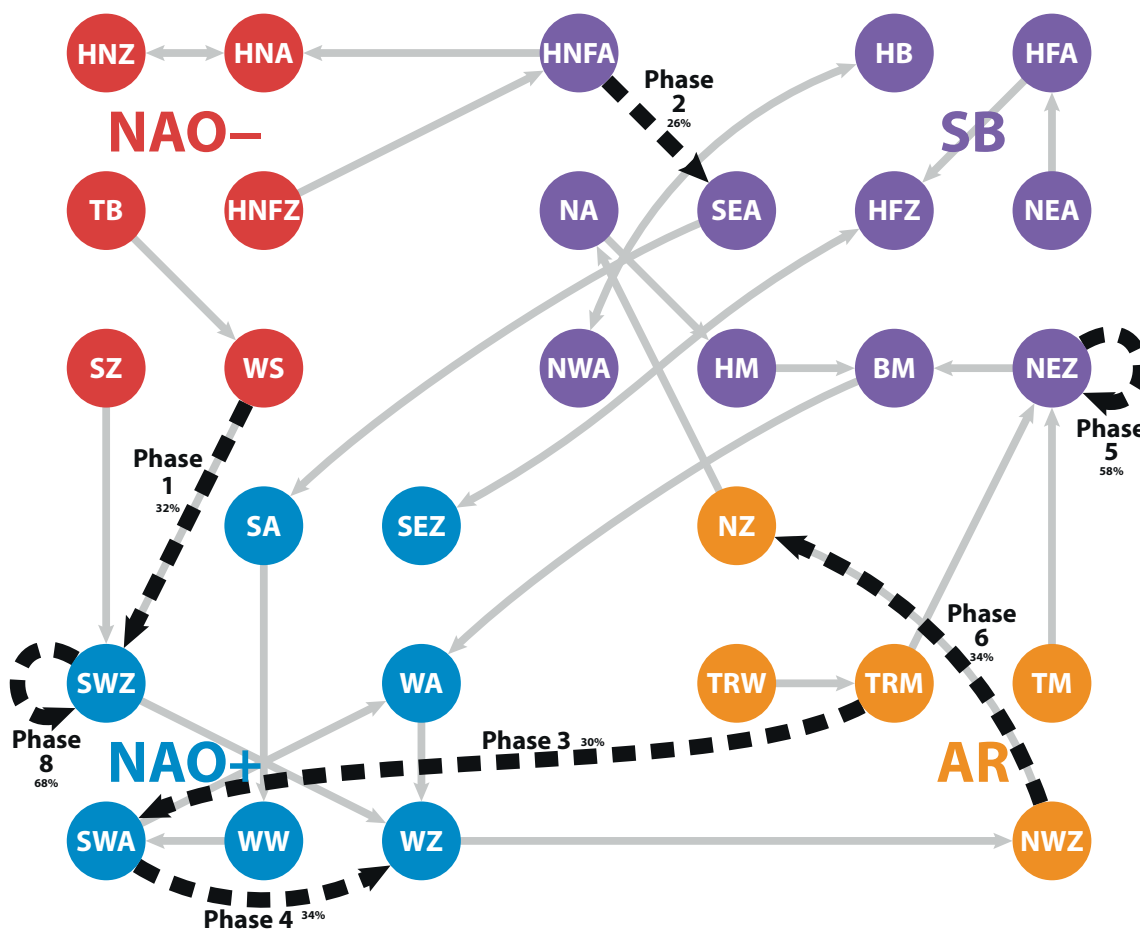 HNZ
HNA
HNFA
HB
HFA
Phase
2
26%
NAO–
SB
TB
HNFZ
NA
SEA
HFZ
NEA
SZ
WS
NWA
HM
BM
NEZ
Phase
5
58%
Phase
1
32%
SA
SEZ
NZ
Phase
6
34%
SWZ
WA
TRW
TRM
TM
Phase
8
68%
NAO+
Phase 3 30%
AR
SWA
WW
WZ
NWZ
Phase 4 34%